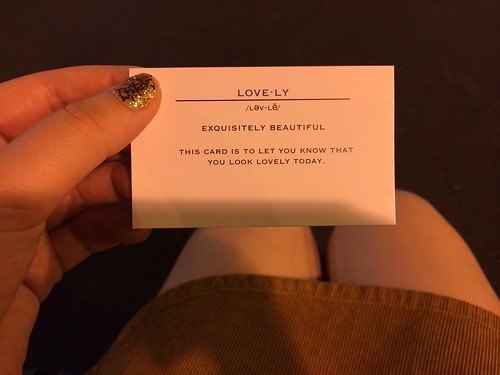 LOVE·LY
/Ləv-Lē/
EXQUISITELY BEAUTIFUL
THIS CARD IS TO LET YOU KNOW THAT
YOU LOOK LOVELY TODAY.